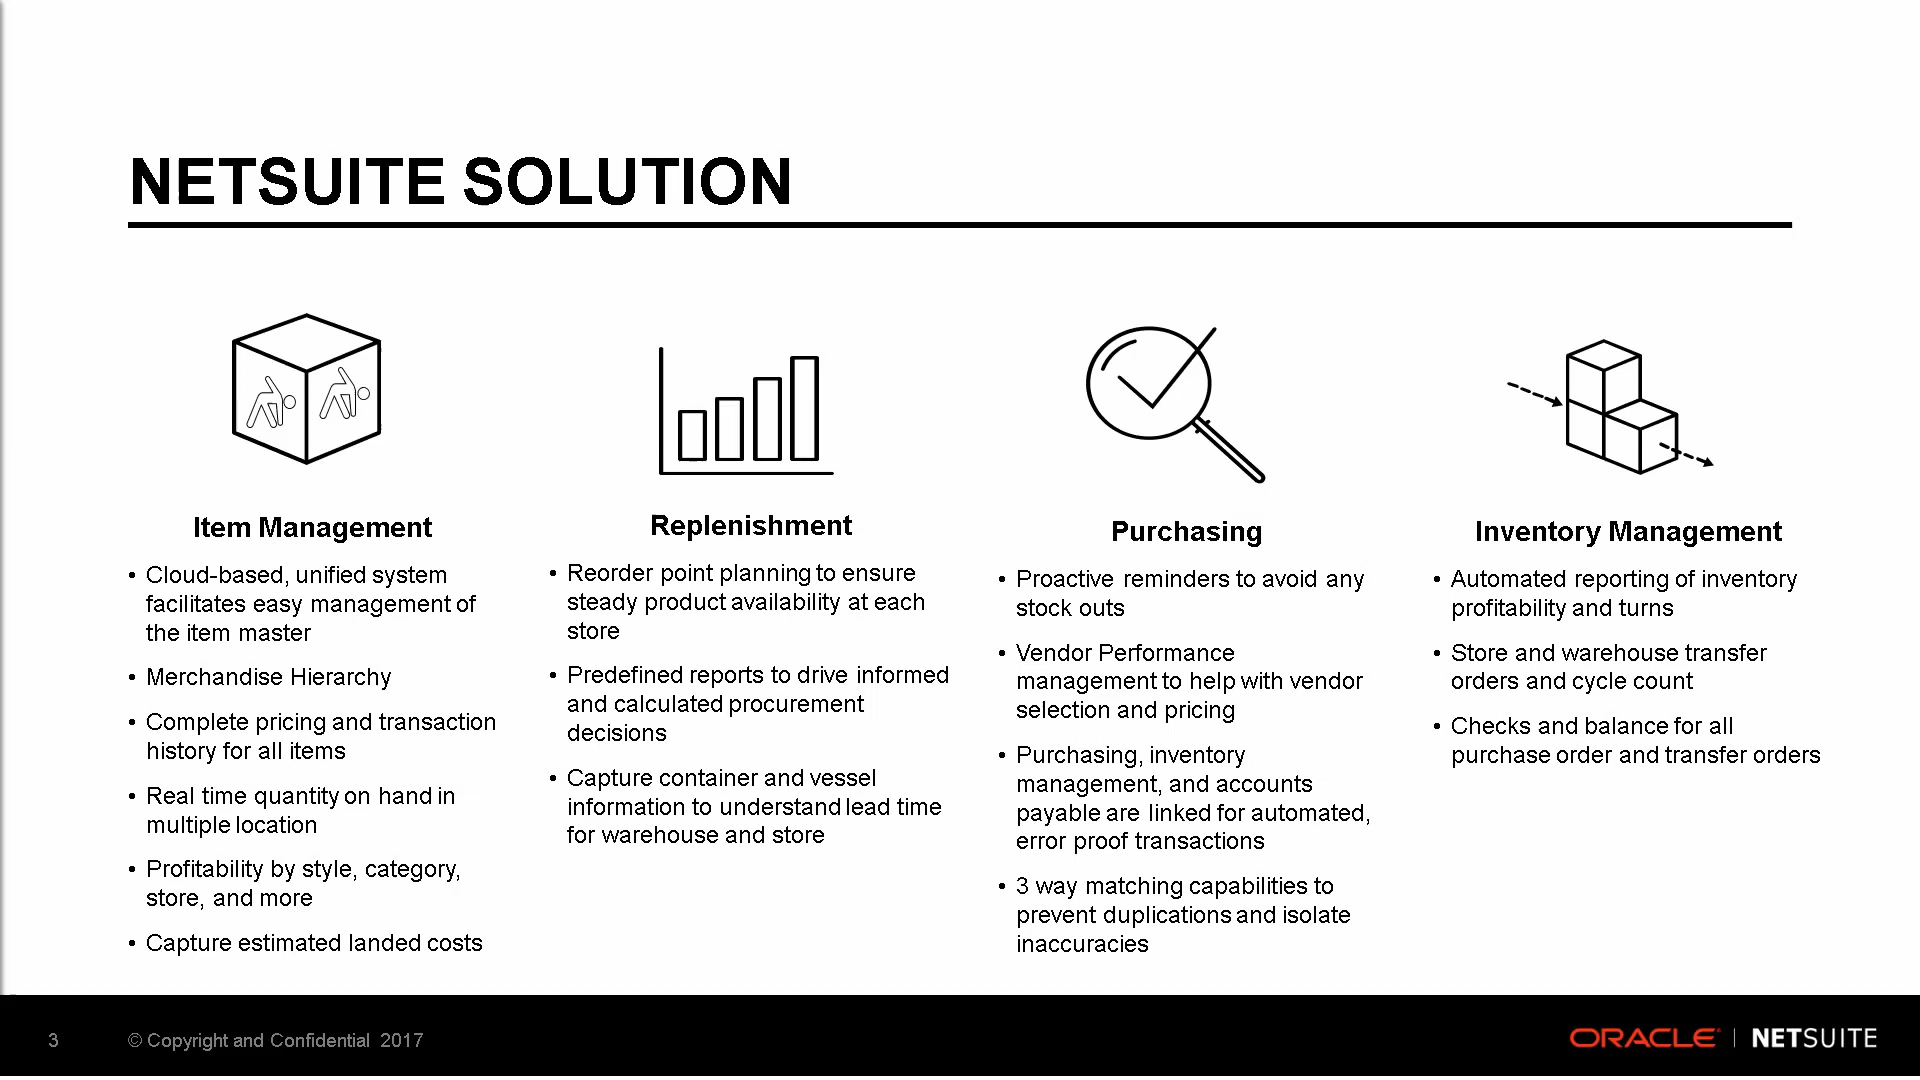 NETSUITE SOLUTION
Item Management
• Cloud-based, unified system
facilitates easy management of
the item master
• Merchandise Hierarchy
• Complete pricing and transaction
history for all items
• Real time quantity on hand in
multiple location
• Profitability by style, category,
store, and more
• Capture estimated landed costs
Replenishment
• Reorder point planning to ensure
steady product availability at each
store
• Predefined reports to drive informed
and calculated procurement
decisions
• Capture container and vessel
information to understand lead time
for warehouse and store
Purchasing
• Proactive reminders to avoid any
stock outs
• Vendor Performance
management to help with vendor
selection and pricing
• Purchasing, inventory
management, and accounts
payable are linked for automated,
error proof transactions
• 3 way matching capabilities to
prevent duplications and isolate
inaccuracies
Inventory Management
• Automated reporting of inventory
profitability and turns
• Store and warehouse transfer
orders and cycle count
• Checks and balance for all
purchase order and transfer orders
3 © Copyright and Confidential 2017
ORACLE® | NETSUITE